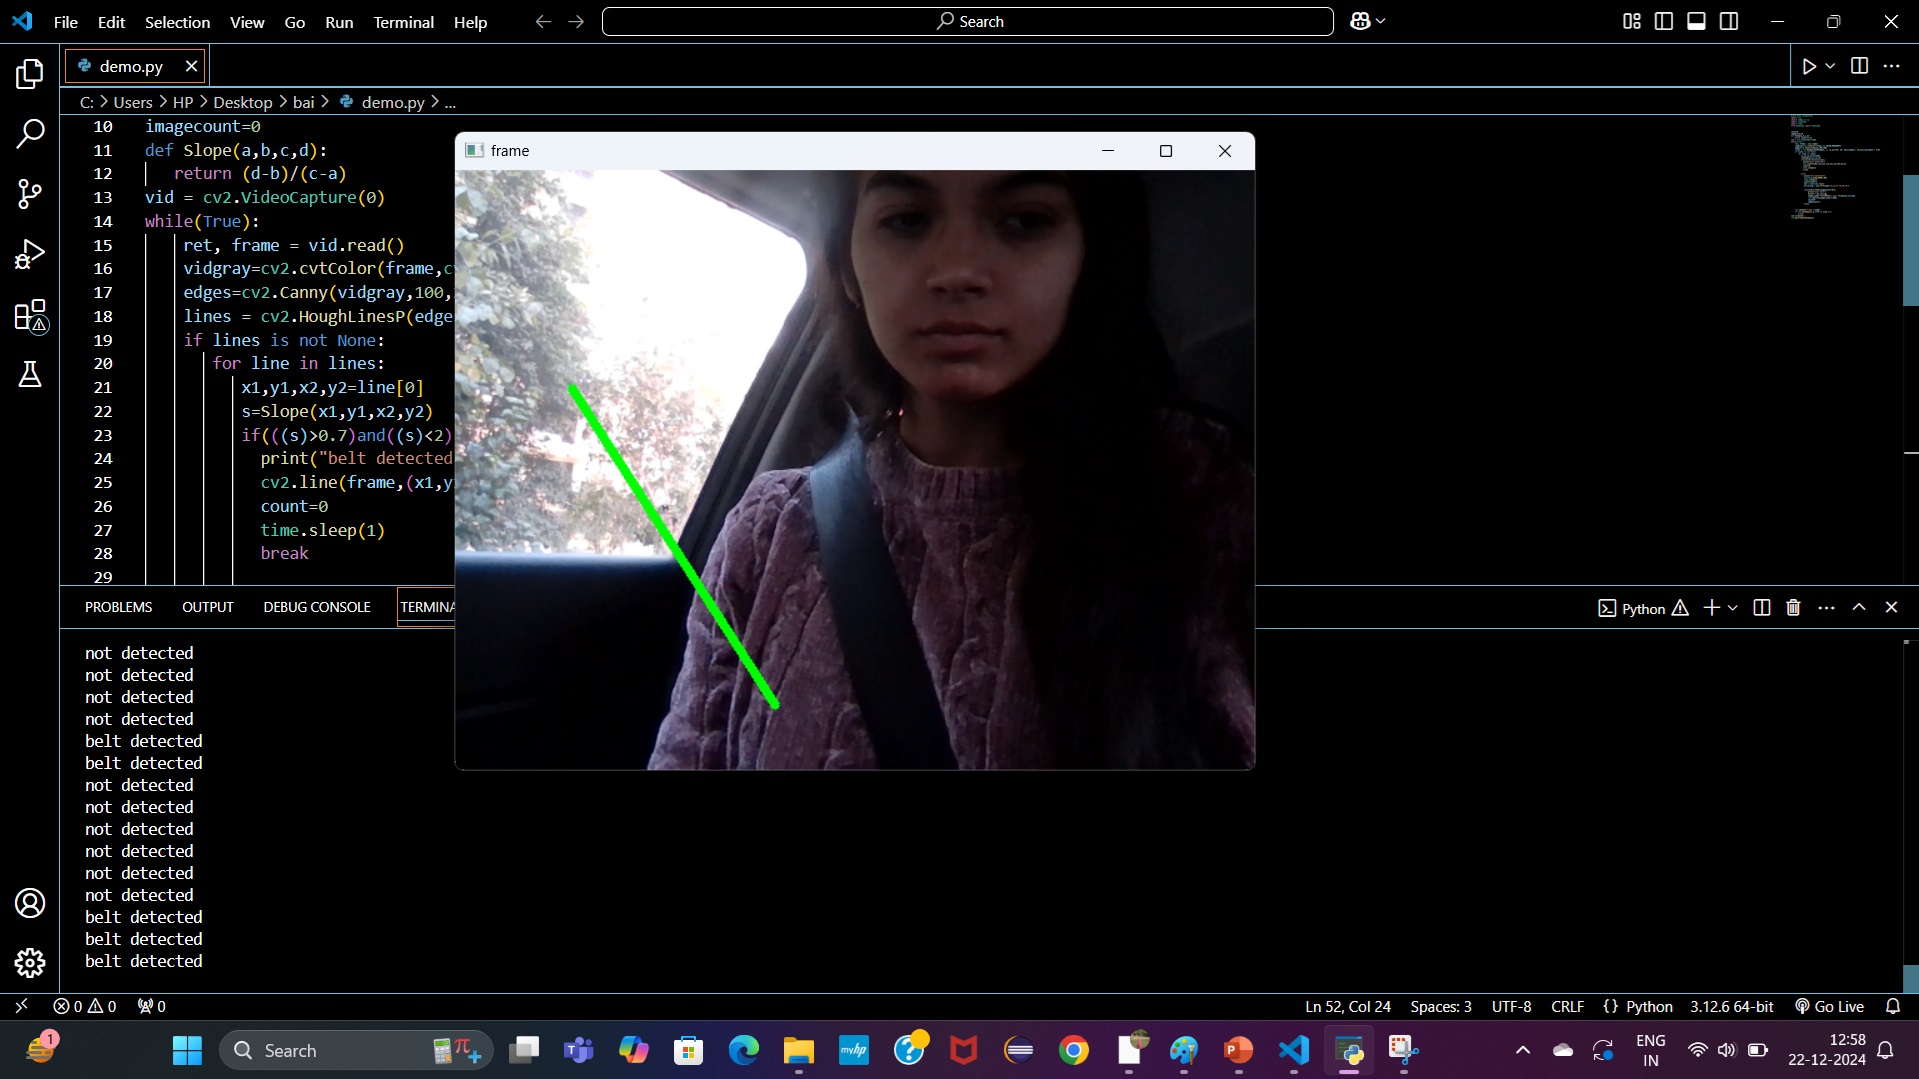 File Edit Selection View Go Run Terminal Help
Search
demo.py
C: > Users > HP > Desktop > bai > demo.py > ...
10 imagecount=0
11 def Slope(a,b,c,d):
12 return (d-b)/(c-a)
13 vid = cv2.VideoCapture(0)
14 while(True):
15 ret, frame = vid.read()
16 vidgray=cv2.cvtColor(frame,c
17 edges=cv2.Canny(vidgray,100,
18 lines = cv2.HoughLinesP(edge
19 if lines is not None:
20 for line in lines:
21 x1,y1,x2,y2=line[0]
22 s=Slope(x1,y1,x2,y2)
23 if(((s)>0.7)and((s)<2)
24 print("belt detected
25 cv2.line(frame,(x1,y
26 count=0
27 time.sleep(1)
28 break
29
frame
PROBLEMS OUTPUT DEBUG CONSOLE TERMINA
Python
not detected
not detected
not detected
not detected
belt detected
belt detected
not detected
not detected
not detected
not detected
not detected
not detected
belt detected
belt detected
belt detected
0 0 0
Ln 52, Col 24 Spaces: 3 UTF-8 CRLF {} Python 3.12.6 64-bit Go Live
1
Search
myhp
ENG
IN
12:58
22-12-2024